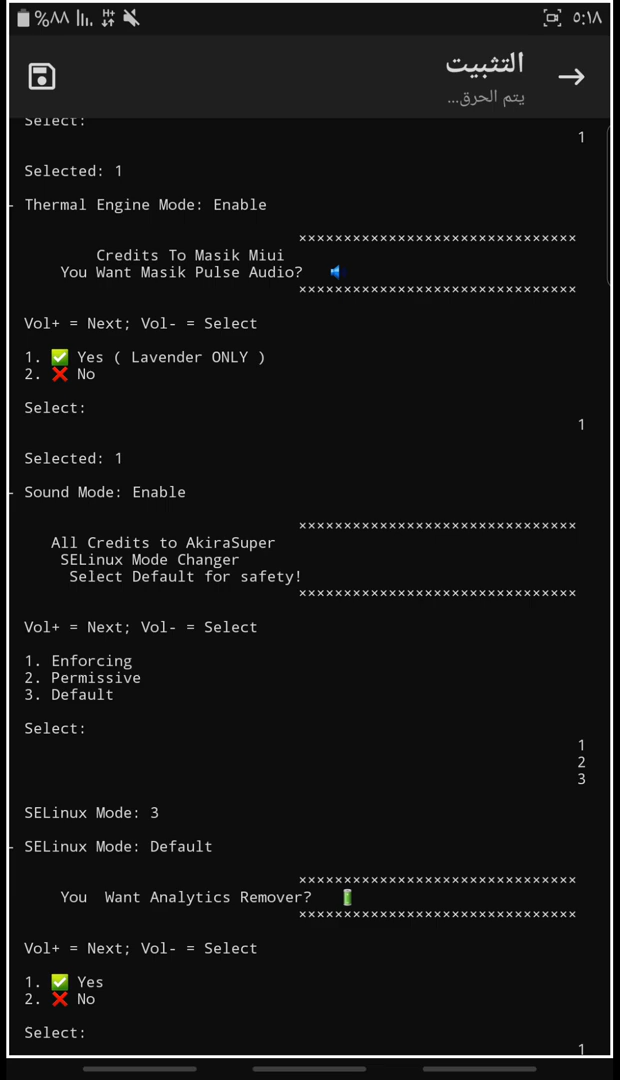 %٨٨ H+ ٥:١٨
التثبيت
يتم الحرق...
Select:
1
Selected: 1
- Thermal Engine Mode: Enable
××××××××××××××××××××××××××××××
Credits To Masik Miui
You Want Masik Pulse Audio? 🔈
××××××××××××××××××××××××××××××
Vol+ = Next; Vol- = Select
1. ✅ Yes ( Lavender ONLY )
2. ❌ No
Select:
1
Selected: 1
- Sound Mode: Enable
××××××××××××××××××××××××××××××
All Credits to AkiraSuper
SELinux Mode Changer
Select Default for safety!
××××××××××××××××××××××××××××××
Vol+ = Next; Vol- = Select
1. Enforcing
2. Permissive
3. Default
Select:
1
2
3
SELinux Mode: 3
- SELinux Mode: Default
××××××××××××××××××××××××××××××
You  Want Analytics Remover? 🔋
××××××××××××××××××××××××××××××
Vol+ = Next; Vol- = Select
1. ✅ Yes
2. ❌ No
Select:
1